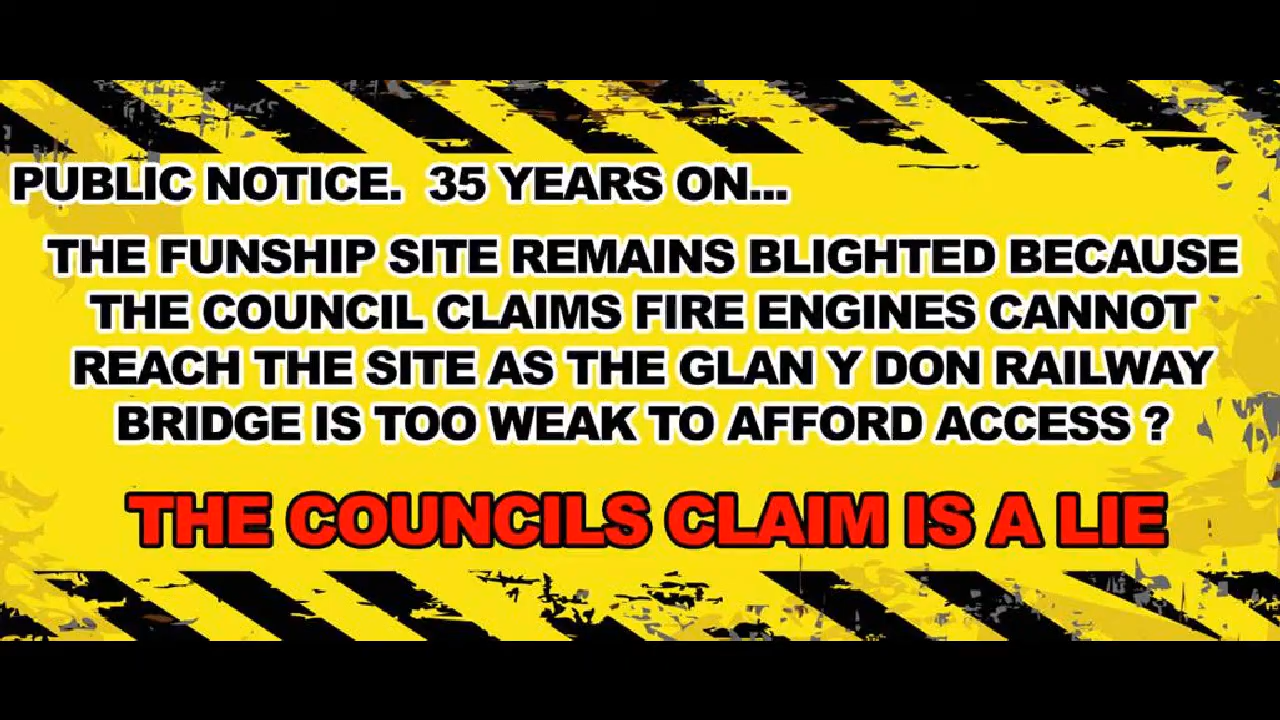 PUBLIC NOTICE. 35 YEARS ON...
THE FUNSHIP SITE REMAINS BLIGHTED BECAUSE
THE COUNCIL CLAIMS FIRE ENGINES CANNOT
REACH THE SITE AS THE GLAN Y DON RAILWAY
BRIDGE IS TOO WEAK TO AFFORD ACCESS ?
THE COUNCILS CLAIM IS A LIE